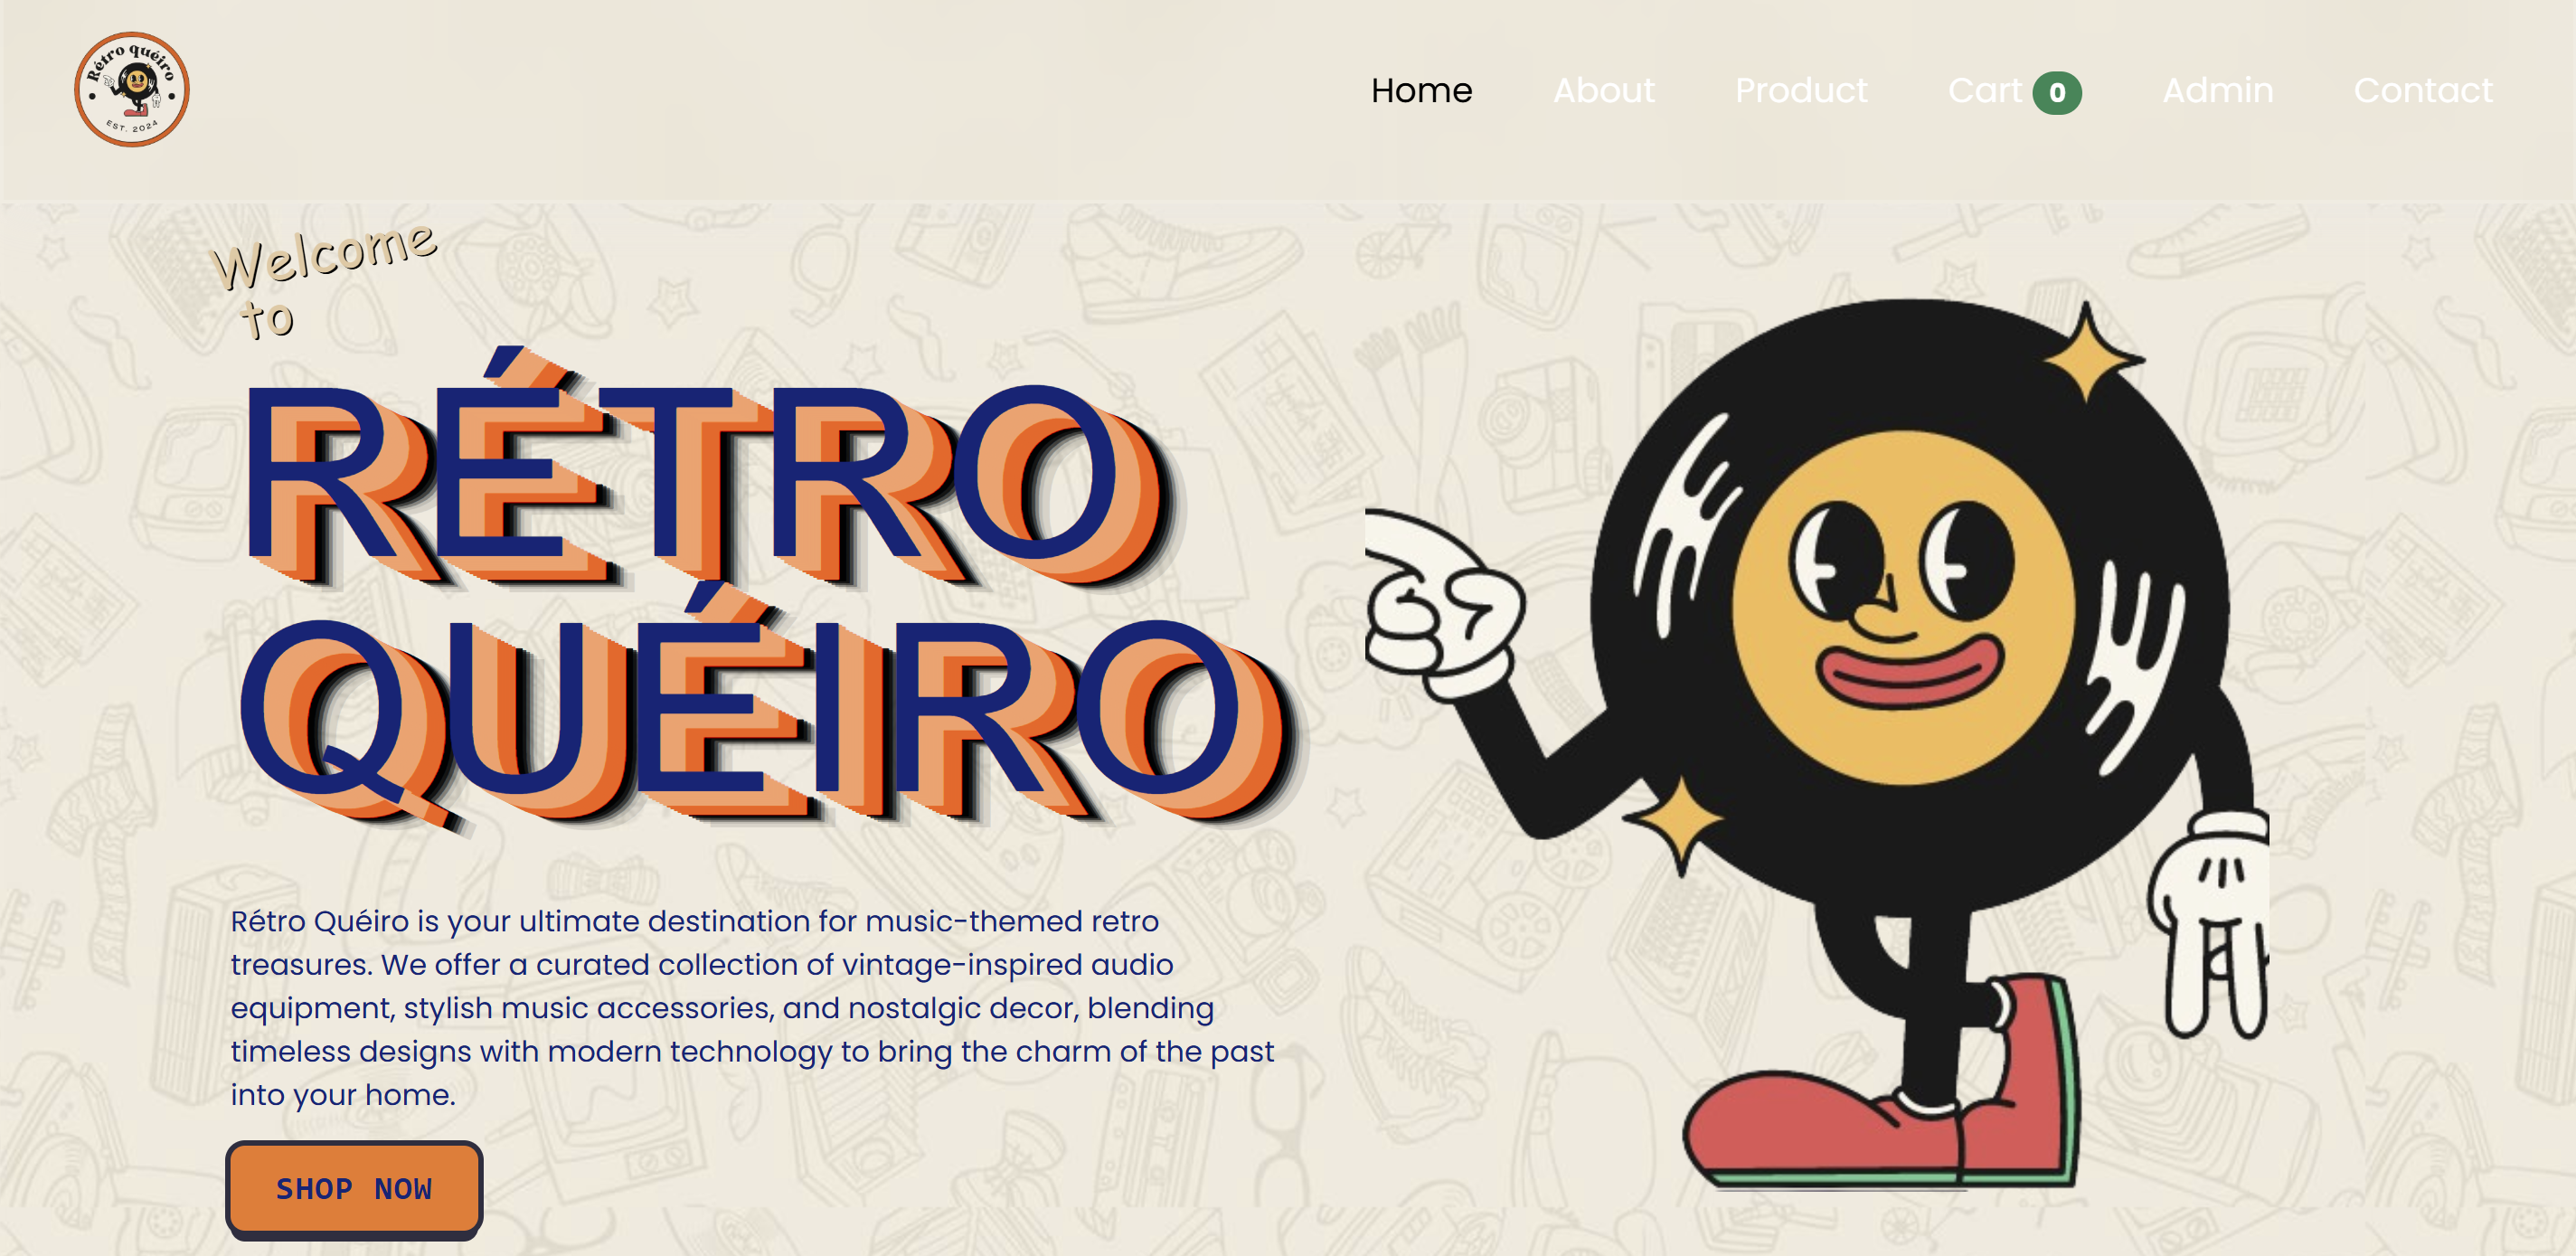 Rétro quéiro
EST. 2024
Home About Product Cart 0 Admin Contact
Welcome
to
RÉTRO
QUÉIRO
Rétro Quéiro is your ultimate destination for music-themed retro
treasures. We offer a curated collection of vintage-inspired audio
equipment, stylish music accessories, and nostalgic decor, blending
timeless designs with modern technology to bring the charm of the past
into your home.
SHOP NOW